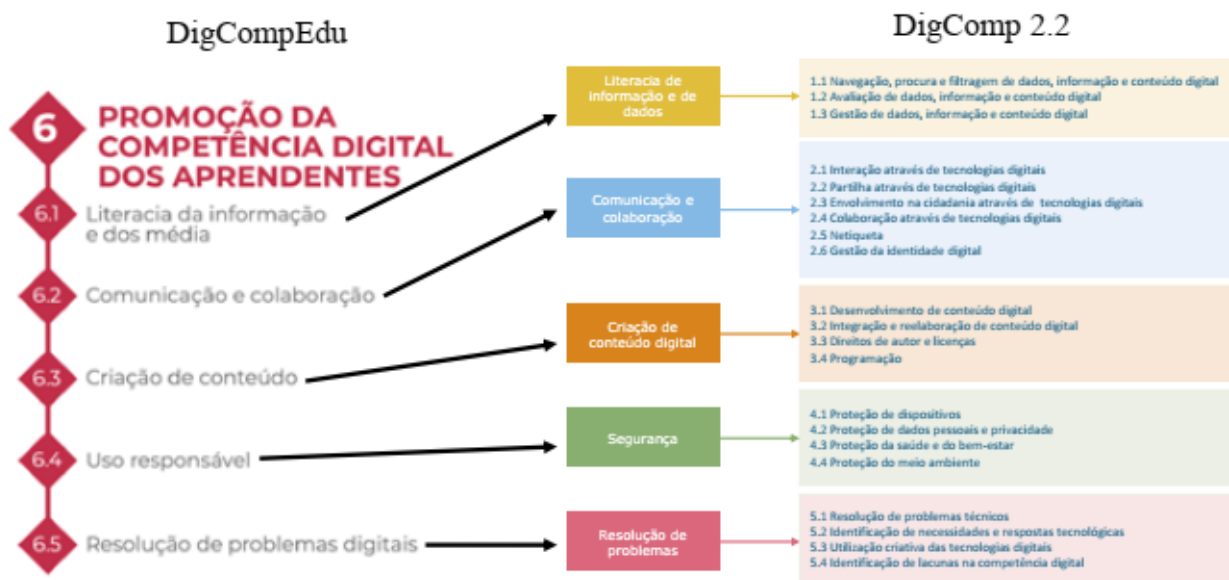 DigCompEdu
DigComp 2.2
6
PROMOÇÃO DA
COMPETÊNCIA DIGITAL
DOS APRENDENTES
6.1
Literacia da informação
e dos média
6.2
Comunicação e colaboração
6.3
Criação de conteúdo
6.4
Uso responsável
6.5
Resolução de problemas digitais
Literacia de
informação e de
dados
1.1 Navegação, procura e filtragem de dados, informação e conteúdo digital
1.2 Avaliação de dados, informação e conteúdo digital
1.3 Gestão de dados, informação e conteúdo digital
Comunicação e
colaboração
2.1 Interação através de tecnologias digitais
2.2 Partilha através de tecnologias digitais
2.3 Envolvimento na cidadania através de tecnologias digitais
2.4 Colaboração através de tecnologias digitais
2.5 Netiqueta
2.6 Gestão da identidade digital
Criação de
conteúdo digital
3.1 Desenvolvimento de conteúdo digital
3.2 Integração e reelaboração de conteúdo digital
3.3 Direitos de autor e licenças
3.4 Programação
Segurança
4.1 Proteção de dispositivos
4.2 Proteção de dados pessoais e privacidade
4.3 Proteção da saúde e do bem-estar
4.4 Proteção do meio ambiente
Resolução de
problemas
5.1 Resolução de problemas técnicos
5.2 Identificação de necessidades e respostas tecnológicas
5.3 Utilização criativa das tecnologias digitais
5.4 Identificação de lacunas na competência digital